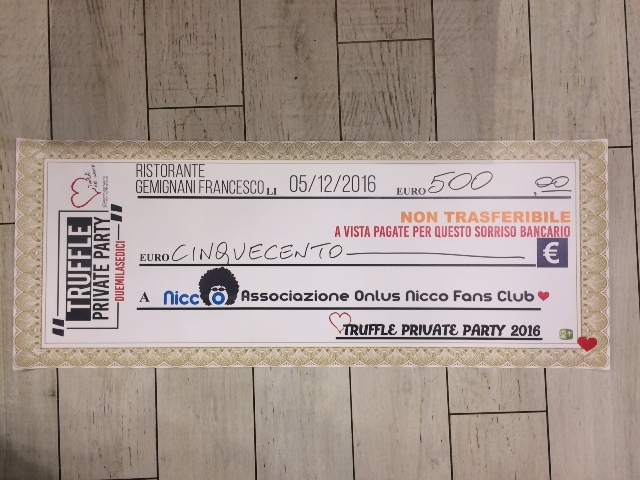 RISTORANTE
GEMIGNANI FRANCESCO LI 05/12/2016 EURO 500 ,00
NON TRASFERIBILE
A VISTA PAGATE PER QUESTO SORRISO BANCARIO
EURO CINQUECENTO €
A Nicco Associazione Onlus Nicco Fans Club
TRUFFLE PRIVATE PARTY 2016
"TRUFFLE
PRIVATE PARTY"
DUEMILASEDICI